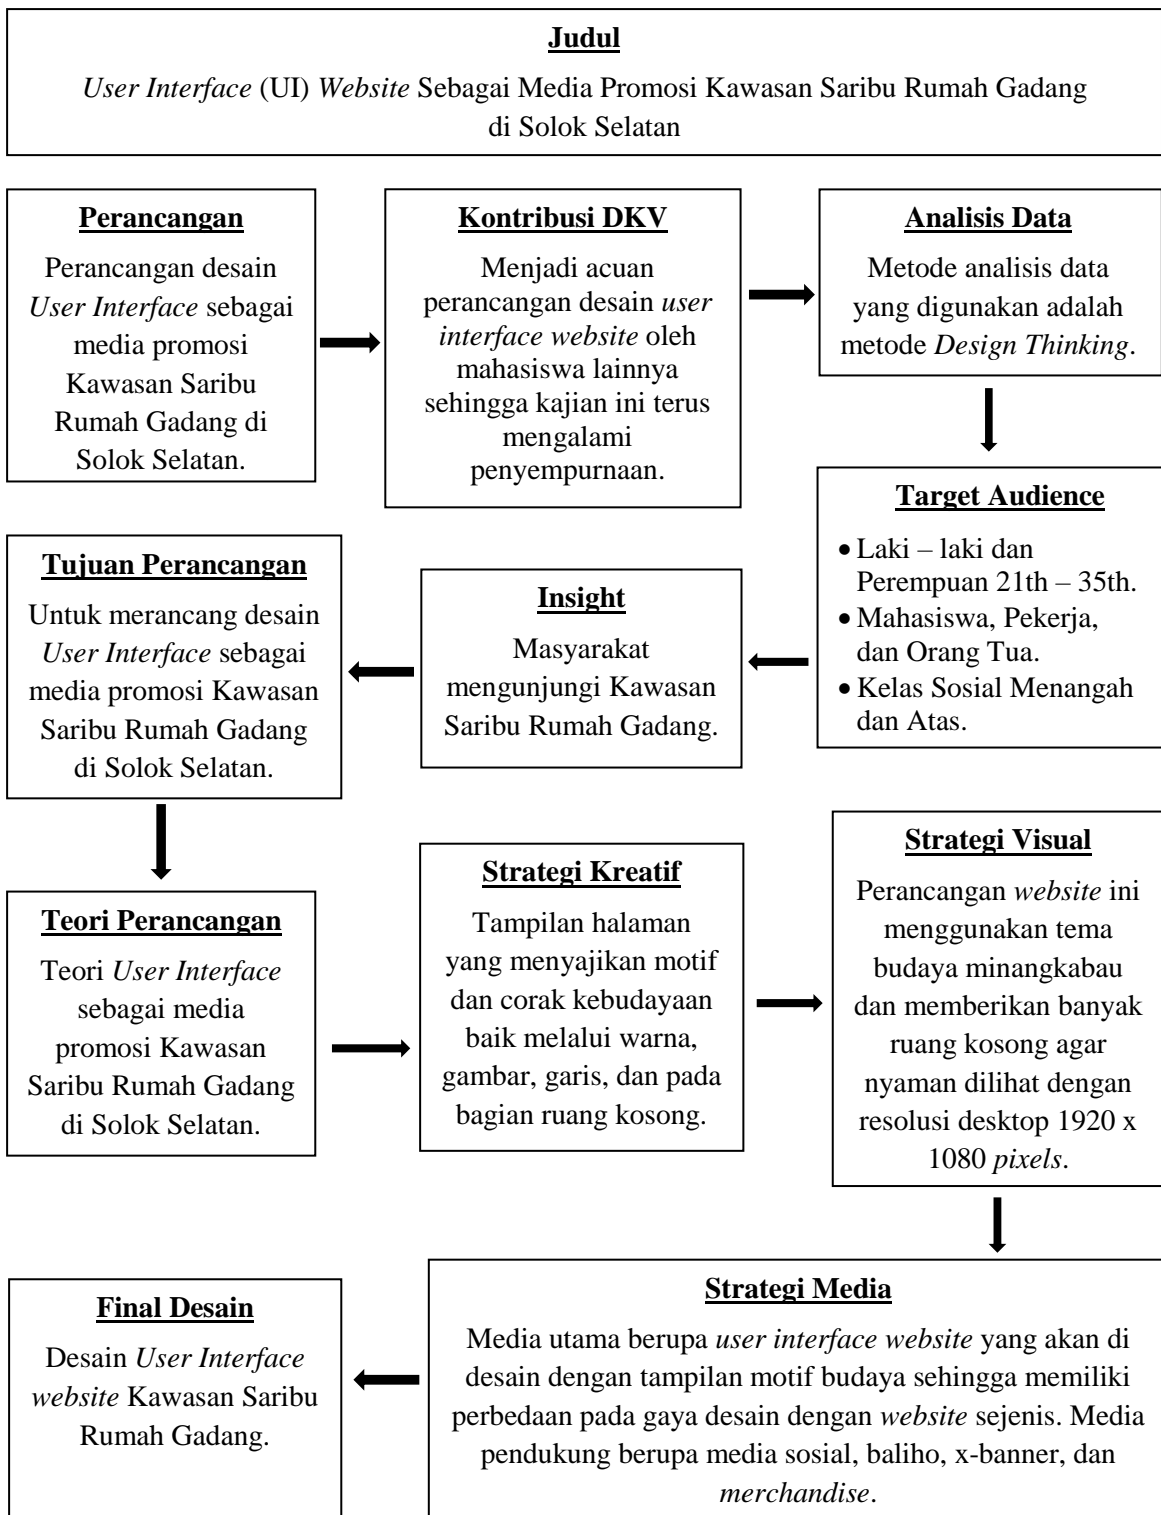 Judul
User Interface (UI) Website Sebagai Media Promosi Kawasan Saribu Rumah Gadang
di Solok Selatan
Perancangan
Perancangan desain
User Interface sebagai
media promosi
Kawasan Saribu
Rumah Gadang di
Solok Selatan.
Kontribusi DKV
Menjadi acuan
perancangan desain user
interface website oleh
mahasiswa lainnya
sehingga kajian ini terus
mengalami
penyempurnaan.
Analisis Data
Metode analisis data
yang digunakan adalah
metode Design Thinking.
Target Audience
• Laki – laki dan
Perempuan 21th – 35th.
• Mahasiswa, Pekerja,
dan Orang Tua.
• Kelas Sosial Menangah
dan Atas.
Insight
Masyarakat
mengunjungi Kawasan
Saribu Rumah Gadang.
Tujuan Perancangan
Untuk merancang desain
User Interface sebagai
media promosi Kawasan
Saribu Rumah Gadang
di Solok Selatan.
Teori Perancangan
Teori User Interface
sebagai media
promosi Kawasan
Saribu Rumah Gadang
di Solok Selatan.
Strategi Kreatif
Tampilan halaman
yang menyajikan motif
dan corak kebudayaan
baik melalui warna,
gambar, garis, dan pada
bagian ruang kosong.
Strategi Visual
Perancangan website ini
menggunakan tema
budaya minangkabau
dan memberikan banyak
ruang kosong agar
nyaman dilihat dengan
resolusi desktop 1920 x
1080 pixels.
Strategi Media
Media utama berupa user interface website yang akan di
desain dengan tampilan motif budaya sehingga memiliki
perbedaan pada gaya desain dengan website sejenis. Media
pendukung berupa media sosial, baliho, x-banner, dan
merchandise.
Final Desain
Desain User Interface
website Kawasan Saribu
Rumah Gadang.